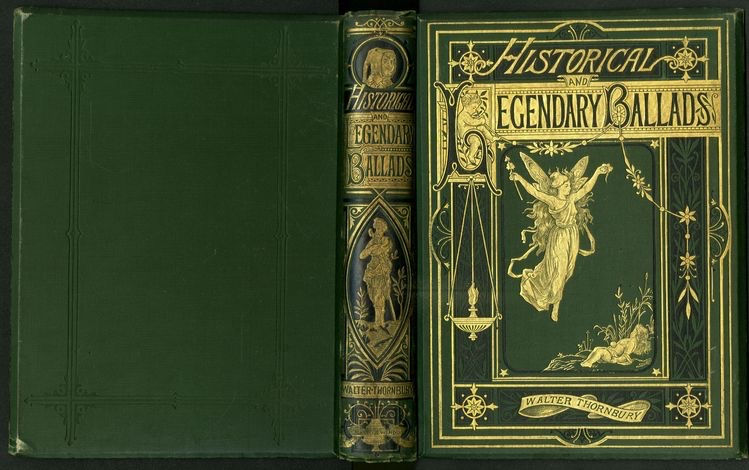 HISTORICAL
AND
LEGENDARY
BALLADS
WALTER THORNBURY
HISTORICAL
AND
LEGENDARY BALLADS
WALTER THORNBURY